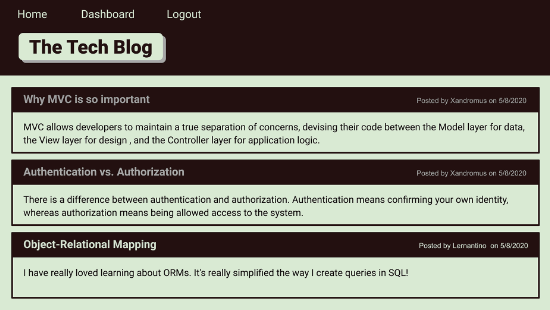 Home Dashboard Logout
The Tech Blog
Why MVC is so important Posted by Xandromus on 5/8/2020
MVC allows developers to maintain a true separation of concerns, devising their code between the Model layer for data,
the View layer for design , and the Controller layer for application logic.
Authentication vs. Authorization Posted by Xandromus on 5/8/2020
There is a difference between authentication and authorization. Authentication means confirming your own identity,
whereas authorization means being allowed access to the system.
Object-Relational Mapping Posted by Lernantino on 5/8/2020
I have really loved learning about ORMs. It's really simplified the way I create queries in SQL!